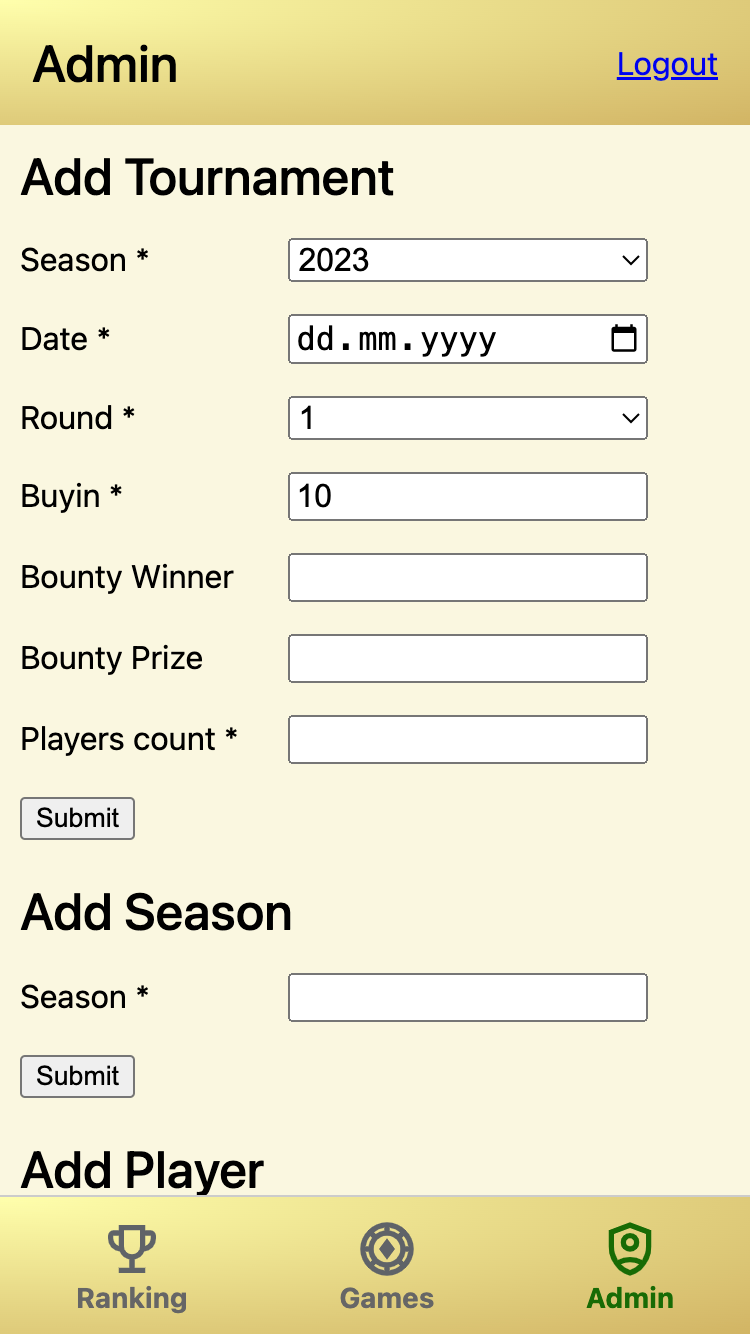 Admin Logout
Add Tournament
Season * 2023
Date * dd.mm.yyyy
Round * 1
Buyin * 10
Bounty Winner
Bounty Prize
Players count *
Submit
Add Season
Season *
Submit
Add Player
Ranking Games Admin